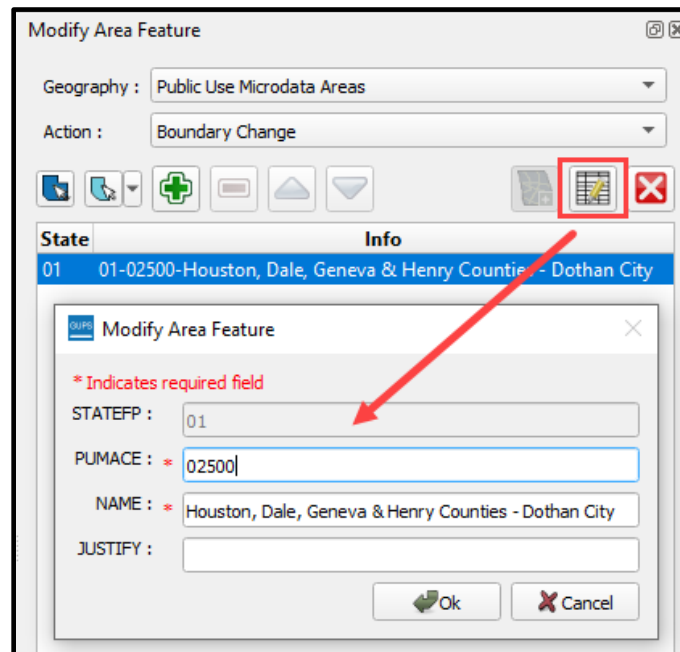 Modify Area Feature
Geography : Public Use Microdata Areas
Action : Boundary Change
State Info
01 01-02500-Houston, Dale, Geneva & Henry Counties - Dothan City
GUPS Modify Area Feature
* Indicates required field
STATEFP : 01
PUMACE : * 02500
NAME : * Houston, Dale, Geneva & Henry Counties - Dothan City
JUSTIFY :
Ok Cancel